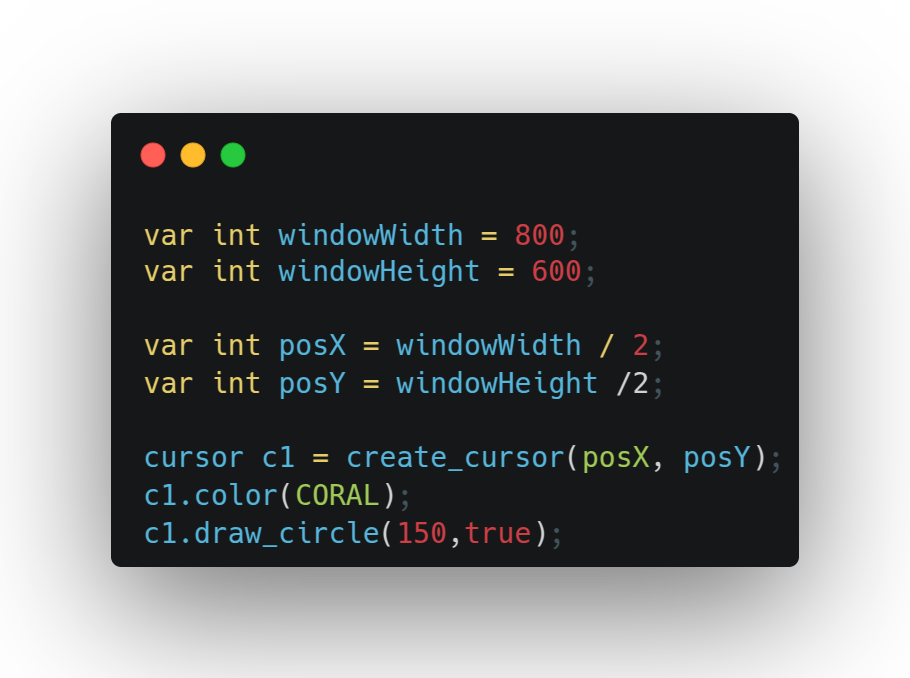 var int windowWidth = 800;
var int windowHeight = 600;
var int posX = windowWidth / 2;
var int posY = windowHeight /2;
cursor c1 = create_cursor(posX, posY);
c1.color(CORAL);
c1.draw_circle(150,true);